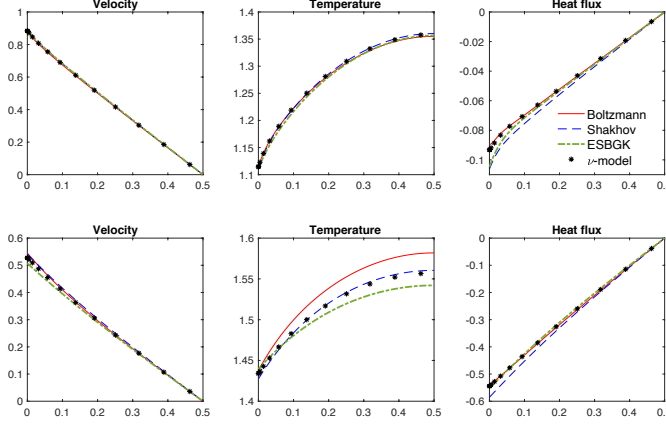 Velocity
1
0.8
0.6
0.4
0.2
0
0 0.1 0.2 0.3 0.4 0.5
Temperature
1.4
1.35
1.3
1.25
1.2
1.15
1.1
0 0.1 0.2 0.3 0.4 0.5
Heat flux
0
-0.02
-0.04
-0.06
-0.08
-0.1
0 0.1 0.2 0.3 0.4 0.5
Boltzmann
Shakhov
ESBGK
ν-model
Velocity
0.6
0.5
0.4
0.3
0.2
0.1
0
0 0.1 0.2 0.3 0.4 0.5
Temperature
1.6
1.55
1.5
1.45
1.4
0 0.1 0.2 0.3 0.4 0.5
Heat flux
0
-0.1
-0.2
-0.3
-0.4
-0.5
-0.6
0 0.1 0.2 0.3 0.4 0.5